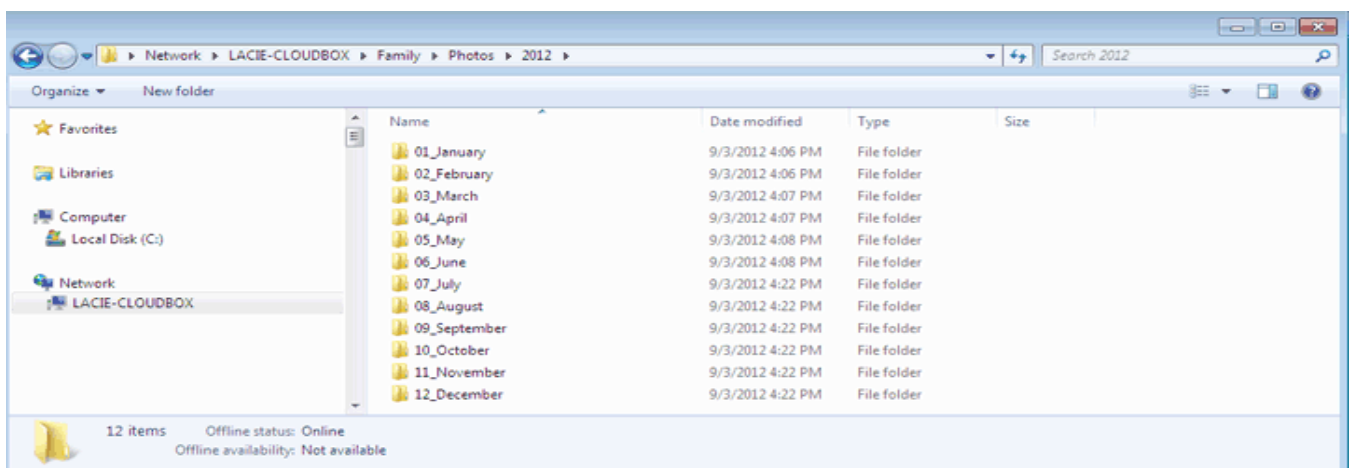 Network LACIE-CLOUDBOX Family Photos 2012 Search 2012
Organize New folder
Favorites
Libraries
Computer
Local Disk (C:)
Network
LACIE-CLOUDBOX
Name Date modified Type Size
01_January 9/3/2012 4:06 PM File folder
02_February 9/3/2012 4:06 PM File folder
03_March 9/3/2012 4:07 PM File folder
04_April 9/3/2012 4:07 PM File folder
05_May 9/3/2012 4:08 PM File folder
06_June 9/3/2012 4:08 PM File folder
07_July 9/3/2012 4:22 PM File folder
08_August 9/3/2012 4:22 PM File folder
09_September 9/3/2012 4:22 PM File folder
10_October 9/3/2012 4:22 PM File folder
11_November 9/3/2012 4:22 PM File folder
12_December 9/3/2012 4:22 PM File folder
12 items Offline status: Online
Offline availability: Not available